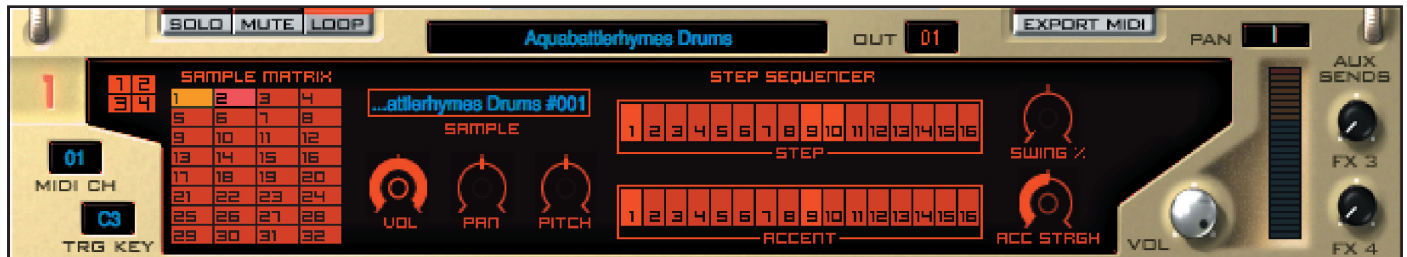 SOLO MUTE LOOP
Aquabattlerhymes Drums
OUT 01
EXPORT MIDI
PAN
1
1 2
3 4
SAMPLE MATRIX
1 2 3 4
5 6 7 8
9 10 11 12
13 14 15 16
17 18 19 20
21 22 23 24
25 26 27 28
29 30 31 32
...attlerhymes Drums #001
SAMPLE
VOL PAN PITCH
STEP SEQUENCER
1 2 3 4 5 6 7 8 9 10 11 12 13 14 15 16
STEP
1 2 3 4 5 6 7 8 9 10 11 12 13 14 15 16
ACCENT
SWING %
ACC STRGH
01
MIDI CH
C3
TRG KEY
VOL
AUX
SENDS
FX 3
FX 4